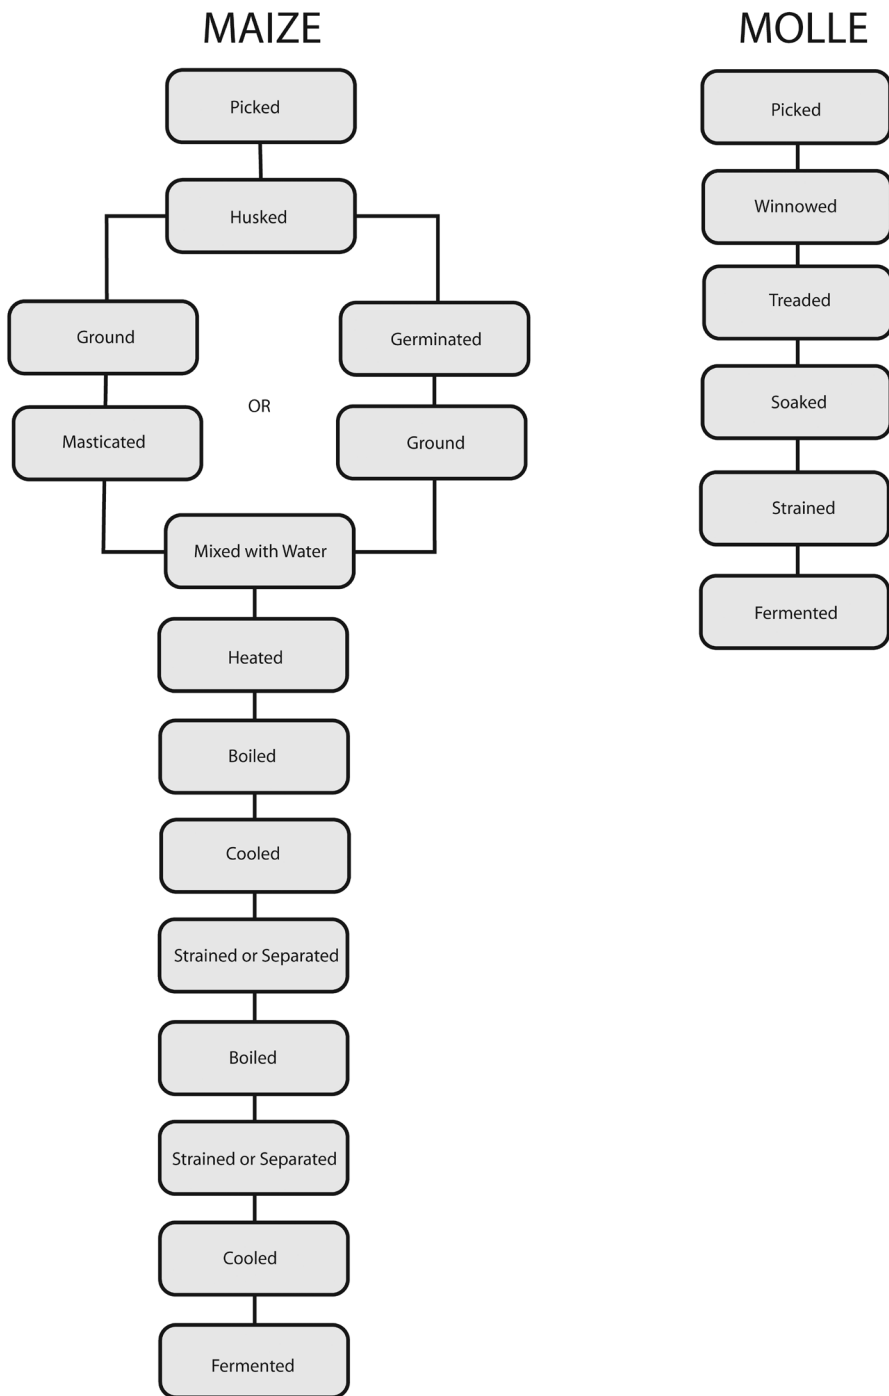 MAIZE
Picked
Husked
Ground
Germinated
OR
Masticated
Ground
Mixed with Water
Heated
Boiled
Cooled
Strained or Separated
Boiled
Strained or Separated
Cooled
Fermented
MOLLE
Picked
Winnowed
Treaded
Soaked
Strained
Fermented